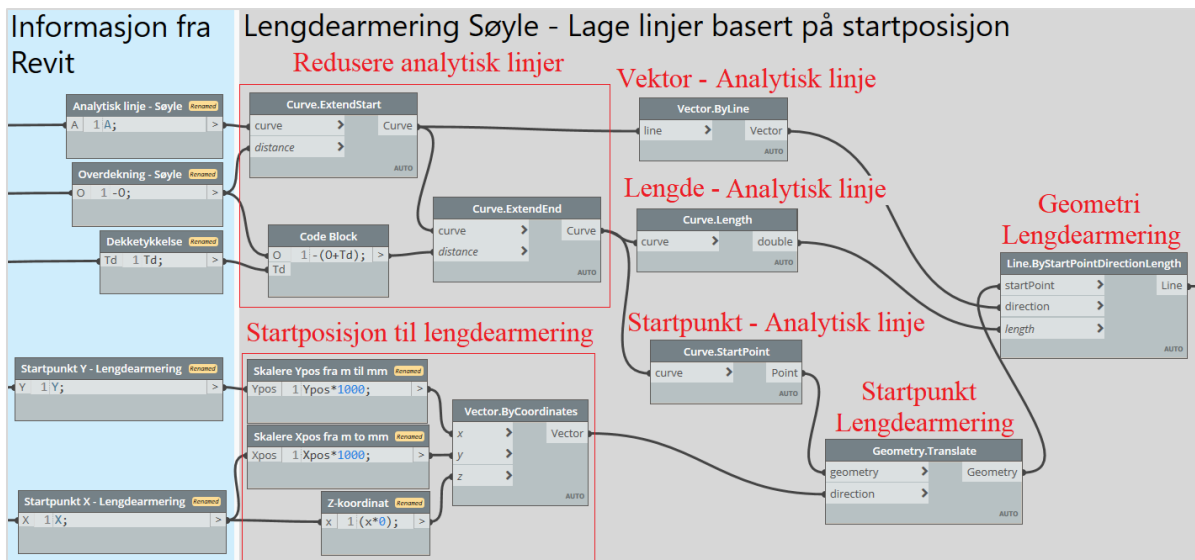 Informasjon fra
Revit
Lengdearmering Søyle - Lage linjer basert på startposisjon
Redusere analytisk linjer
Vektor - Analytisk linje
Analytisk linje - Søyle Renamed
A 1 A; >
Overdekning - Søyle Renamed
O 1 -O; >
Dekketykkelse Renamed
Td 1 Td; >
Curve.ExtendStart
curve > Curve
distance >
AUTO
Code Block
O 1 -(O+Td); >
Td
Curve.ExtendEnd
curve > Curve
distance >
AUTO
Vector.ByLine
line > Vector
AUTO
Lengde - Analytisk linje
Curve.Length
curve > double
AUTO
Geometri
Lengdearmering
Line.ByStartPointDirectionLength
startPoint > Line
direction >
length >
AUTO
Startposisjon til lengdearmering
Startpunkt - Analytisk linje
Curve.StartPoint
curve > Point
AUTO
Startpunkt Y - Lengdearmering Renamed
Y 1 Y; >
Skalere Ypos fra m til mm Renamed
Ypos 1 Ypos*1000; >
Skalere Xpos fra m to mm Renamed
Xpos 1 Xpos*1000; >
Vector.ByCoordinates
x > Vector
y >
z >
AUTO
Startpunkt
Lengdearmering
Geometry.Translate
geometry > Geometry
direction >
AUTO
Startpunkt X - Lengdearmering Renamed
X 1 X; >
Z-koordinat Renamed
x 1 (x*0); >